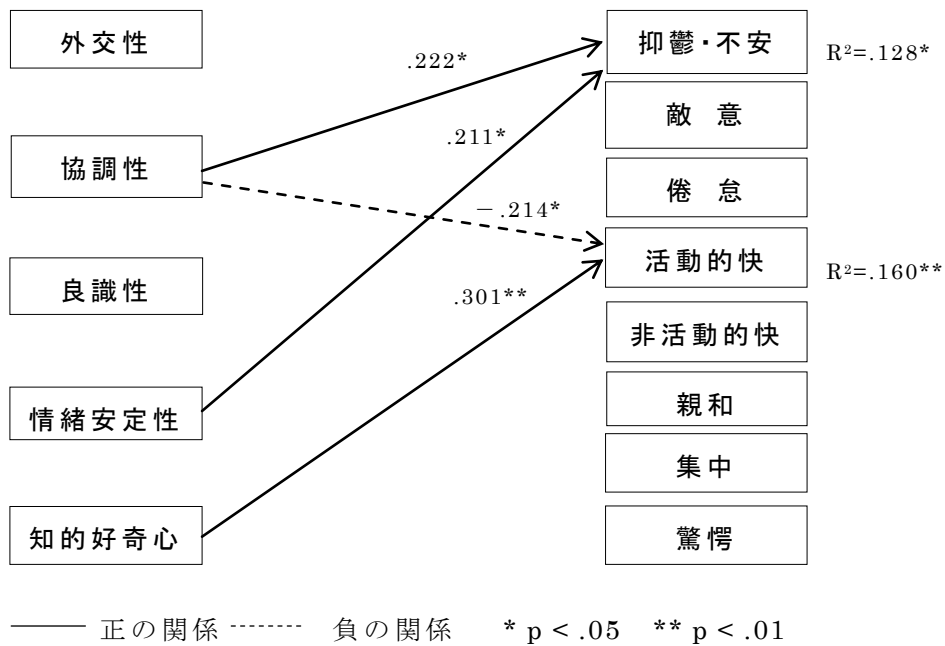 外交性
協調性
良識性
情緒安定性
知的好奇心
.222*
.211*
－.214*
.301**
抑鬱・不安
R²=.128*
敵 意
倦 怠
活動的快
R²=.160**
非活動的快
親和
集中
驚愕
正の関係 負の関係 * p < .05 ** p < .01